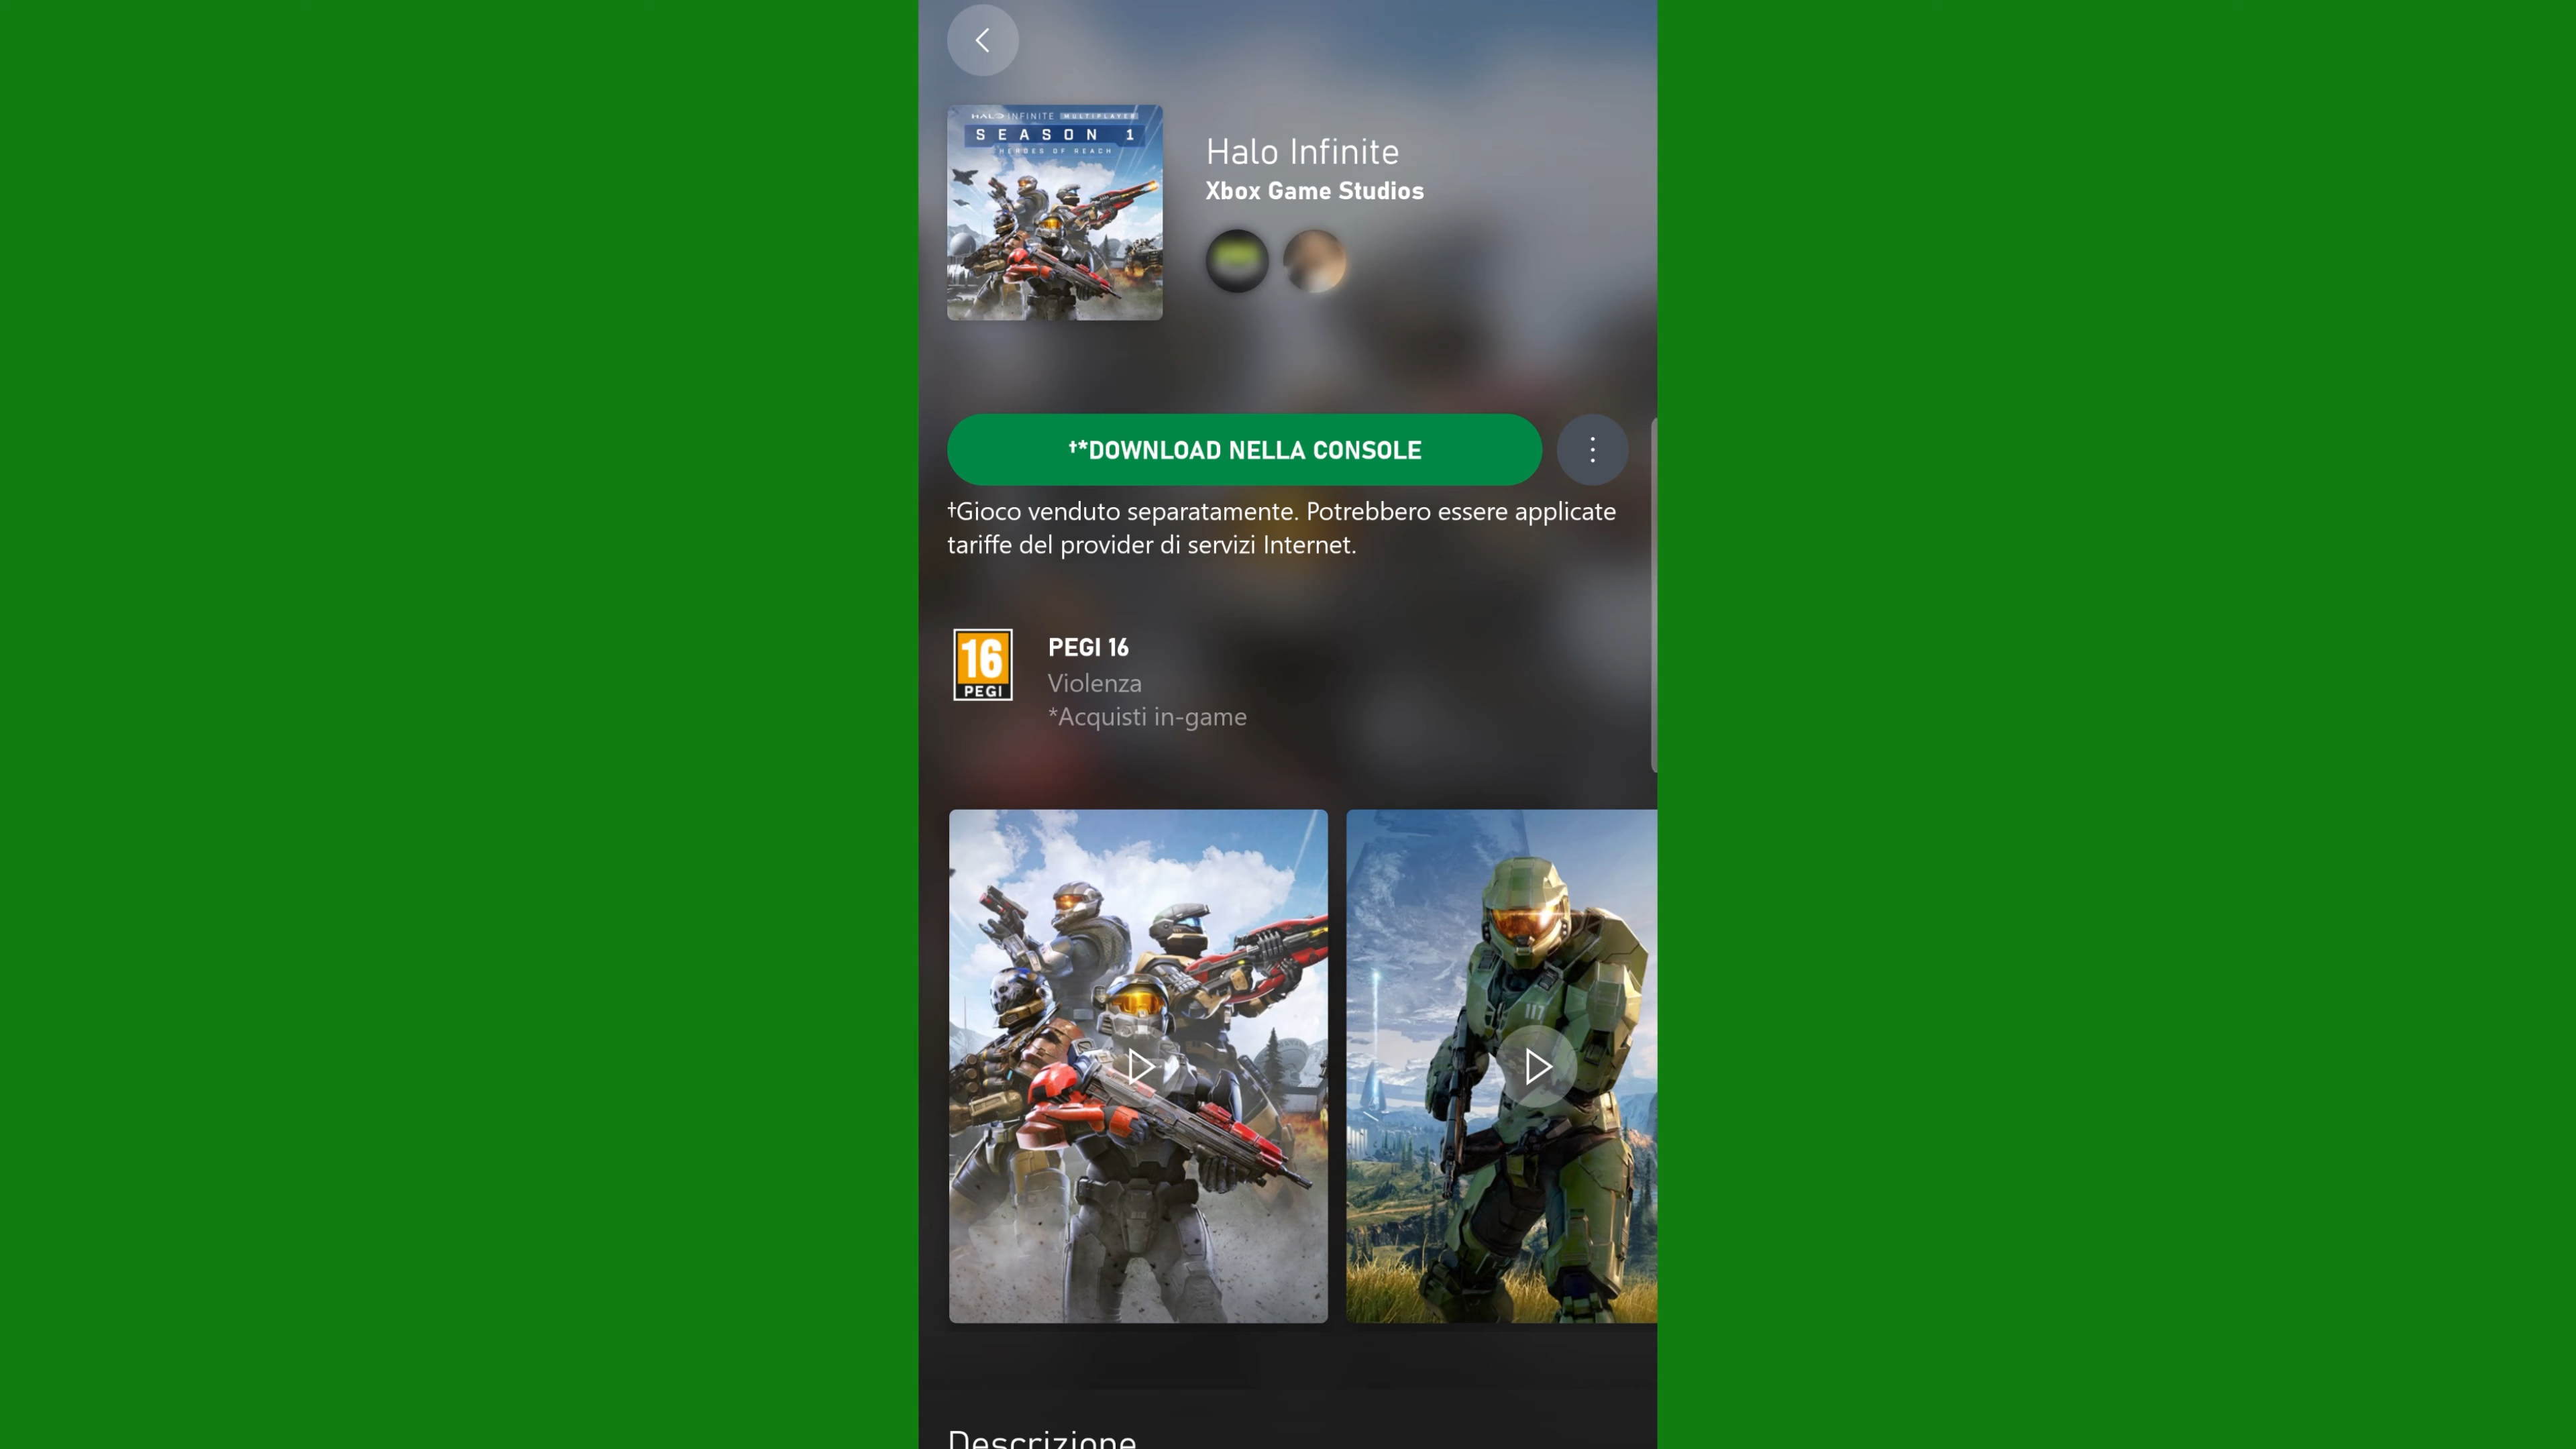 HALO INFINITE MULTIPLAYER
SEASON 1
HEROES OF REACH
Halo Infinite
Xbox Game Studios
†*DOWNLOAD NELLA CONSOLE
†Gioco venduto separatamente. Potrebbero essere applicate
tariffe del provider di servizi Internet.
16
PEGI
PEGI 16
Violenza
*Acquisti in-game
117
Descrizione